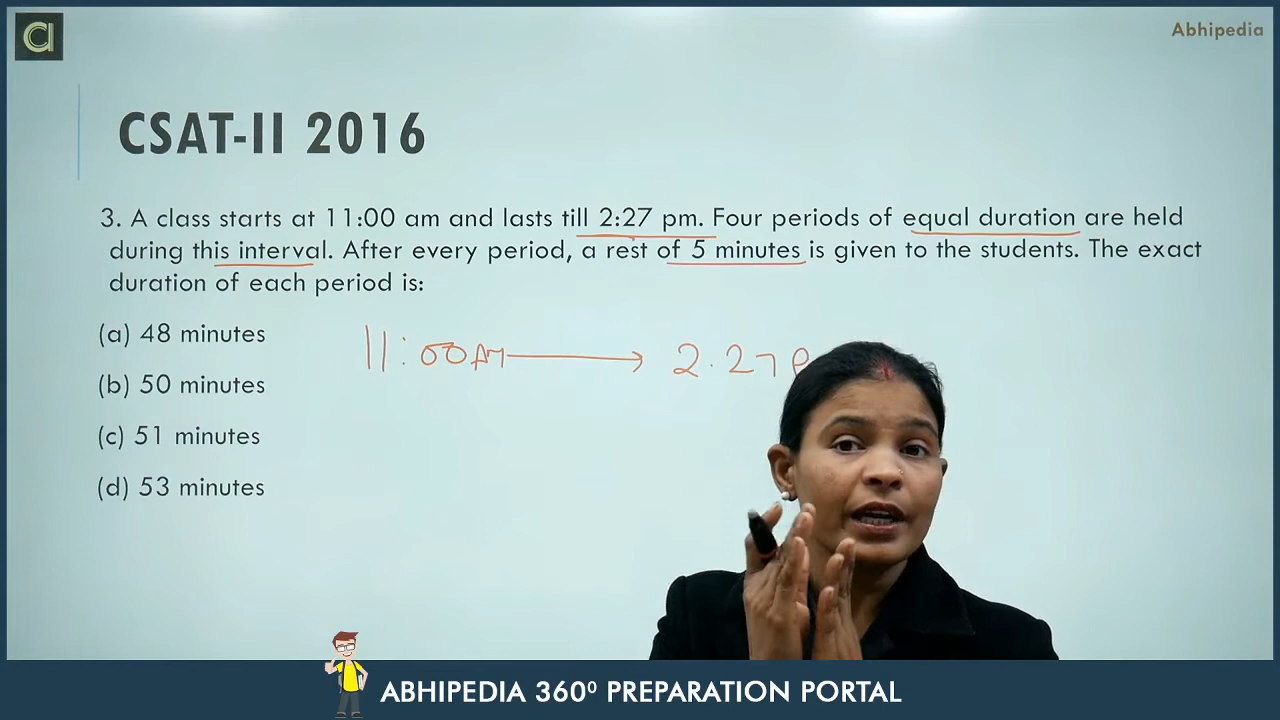 Abhipedia
CSAT-II 2016
3. A class starts at 11:00 am and lasts till 2:27 pm. Four periods of equal duration are held
during this interval. After every period, a rest of 5 minutes is given to the students. The exact
duration of each period is:
(a) 48 minutes
11:00AM → 2.27 P
(b) 50 minutes
(c) 51 minutes
(d) 53 minutes
ABHIPEDIA 360⁰ PREPARATION PORTAL